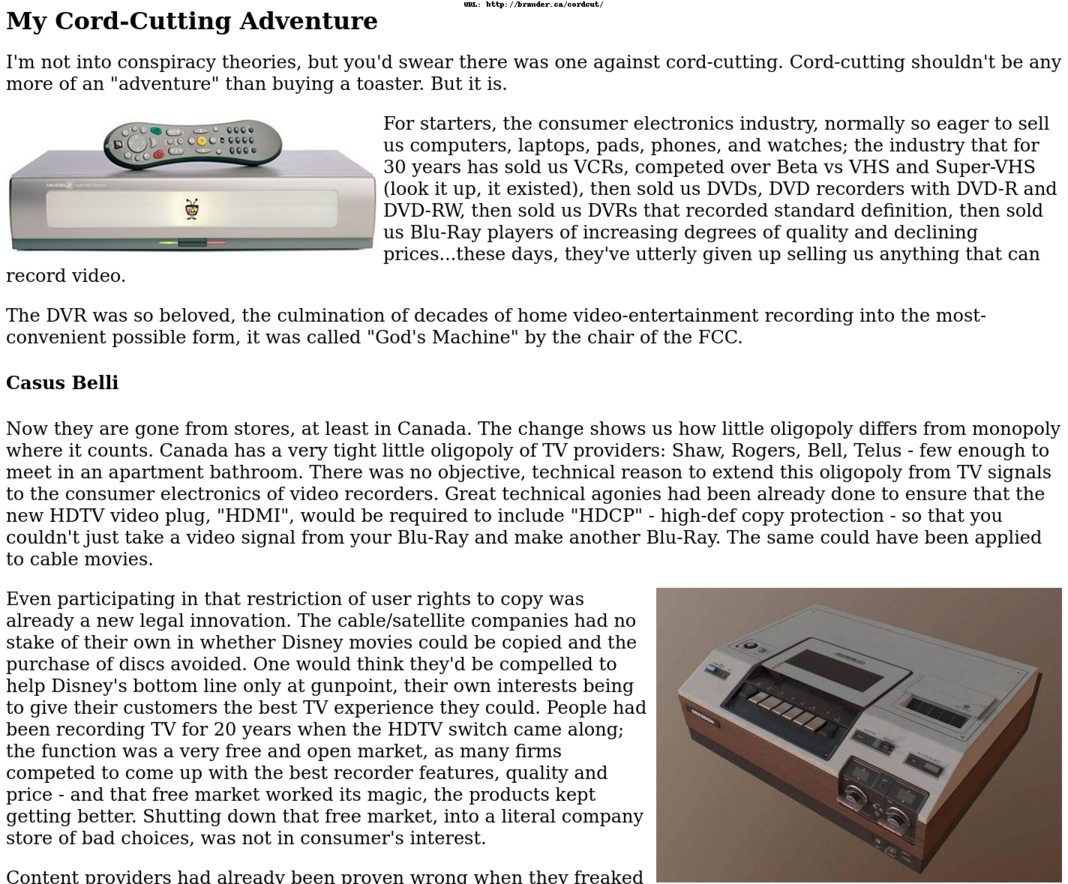 URL: http://brander.ca/cordcut/
My Cord-Cutting Adventure
I'm not into conspiracy theories, but you'd swear there was one against cord-cutting. Cord-cutting shouldn't be any
more of an "adventure" than buying a toaster. But it is.
For starters, the consumer electronics industry, normally so eager to sell
us computers, laptops, pads, phones, and watches; the industry that for
30 years has sold us VCRs, competed over Beta vs VHS and Super-VHS
(look it up, it existed), then sold us DVDs, DVD recorders with DVD-R and
DVD-RW, then sold us DVRs that recorded standard definition, then sold
us Blu-Ray players of increasing degrees of quality and declining
prices...these days, they've utterly given up selling us anything that can
record video.
The DVR was so beloved, the culmination of decades of home video-entertainment recording into the most-
convenient possible form, it was called "God's Machine" by the chair of the FCC.
Casus Belli
Now they are gone from stores, at least in Canada. The change shows us how little oligopoly differs from monopoly
where it counts. Canada has a very tight little oligopoly of TV providers: Shaw, Rogers, Bell, Telus - few enough to
meet in an apartment bathroom. There was no objective, technical reason to extend this oligopoly from TV signals
to the consumer electronics of video recorders. Great technical agonies had been already done to ensure that the
new HDTV video plug, "HDMI", would be required to include "HDCP" - high-def copy protection - so that you
couldn't just take a video signal from your Blu-Ray and make another Blu-Ray. The same could have been applied
to cable movies.
Even participating in that restriction of user rights to copy was
already a new legal innovation. The cable/satellite companies had no
stake of their own in whether Disney movies could be copied and the
purchase of discs avoided. One would think they'd be compelled to
help Disney's bottom line only at gunpoint, their own interests being
to give their customers the best TV experience they could. People had
been recording TV for 20 years when the HDTV switch came along;
the function was a very free and open market, as many firms
competed to come up with the best recorder features, quality and
price - and that free market worked its magic, the products kept
getting better. Shutting down that free market, into a literal company
store of bad choices, was not in consumer's interest.
Content providers had already been proven wrong when they freaked